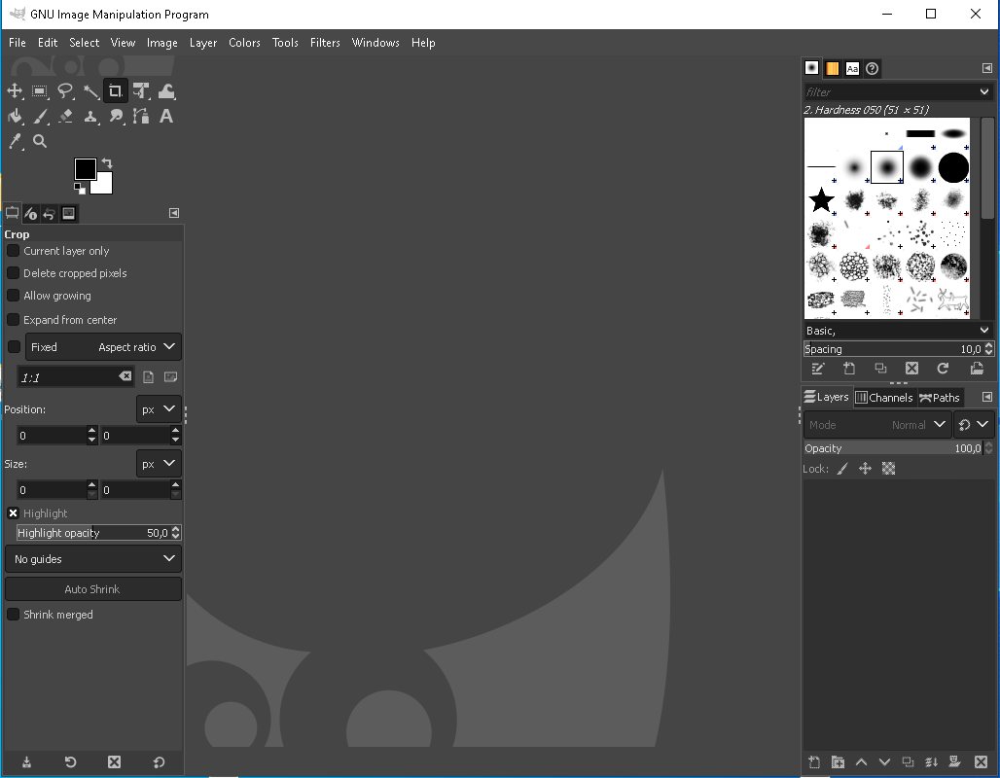 GNU Image Manipulation Program
File Edit Select View Image Layer Colors Tools Filters Windows Help
Crop
Current layer only
Delete cropped pixels
Allow growing
Expand from center
Fixed Aspect ratio
1:1
Position: px
0 0
Size: px
0 0
Highlight
Highlight opacity 50,0
No guides
Auto Shrink
Shrink merged
Aa
filter
2. Hardness 050 (51 × 51)
Basic,
Spacing 10,0
Layers Channels Paths
Mode Normal
Opacity 100,0
Lock: